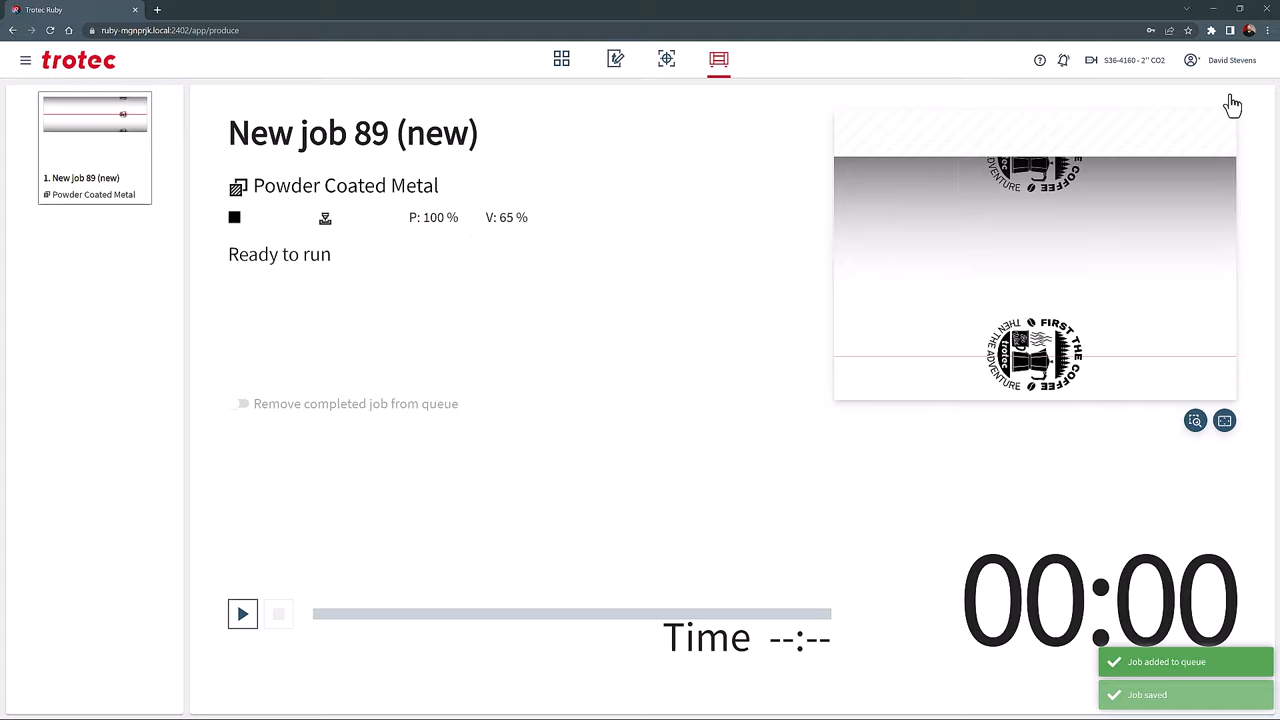 Trotec Ruby
ruby-mgnprjk.local:2402/app/produce
trotec
S36-4160 - 2" CO2
David Stevens
1. New job 89 (new)
Powder Coated Metal
New job 89 (new)
Powder Coated Metal
P: 100 %
V: 65 %
Ready to run
Remove completed job from queue
THEN THE ADVENTURE
FIRST THE COFFEE
trotec
Time --:--
00:00
Job added to queue
Job saved